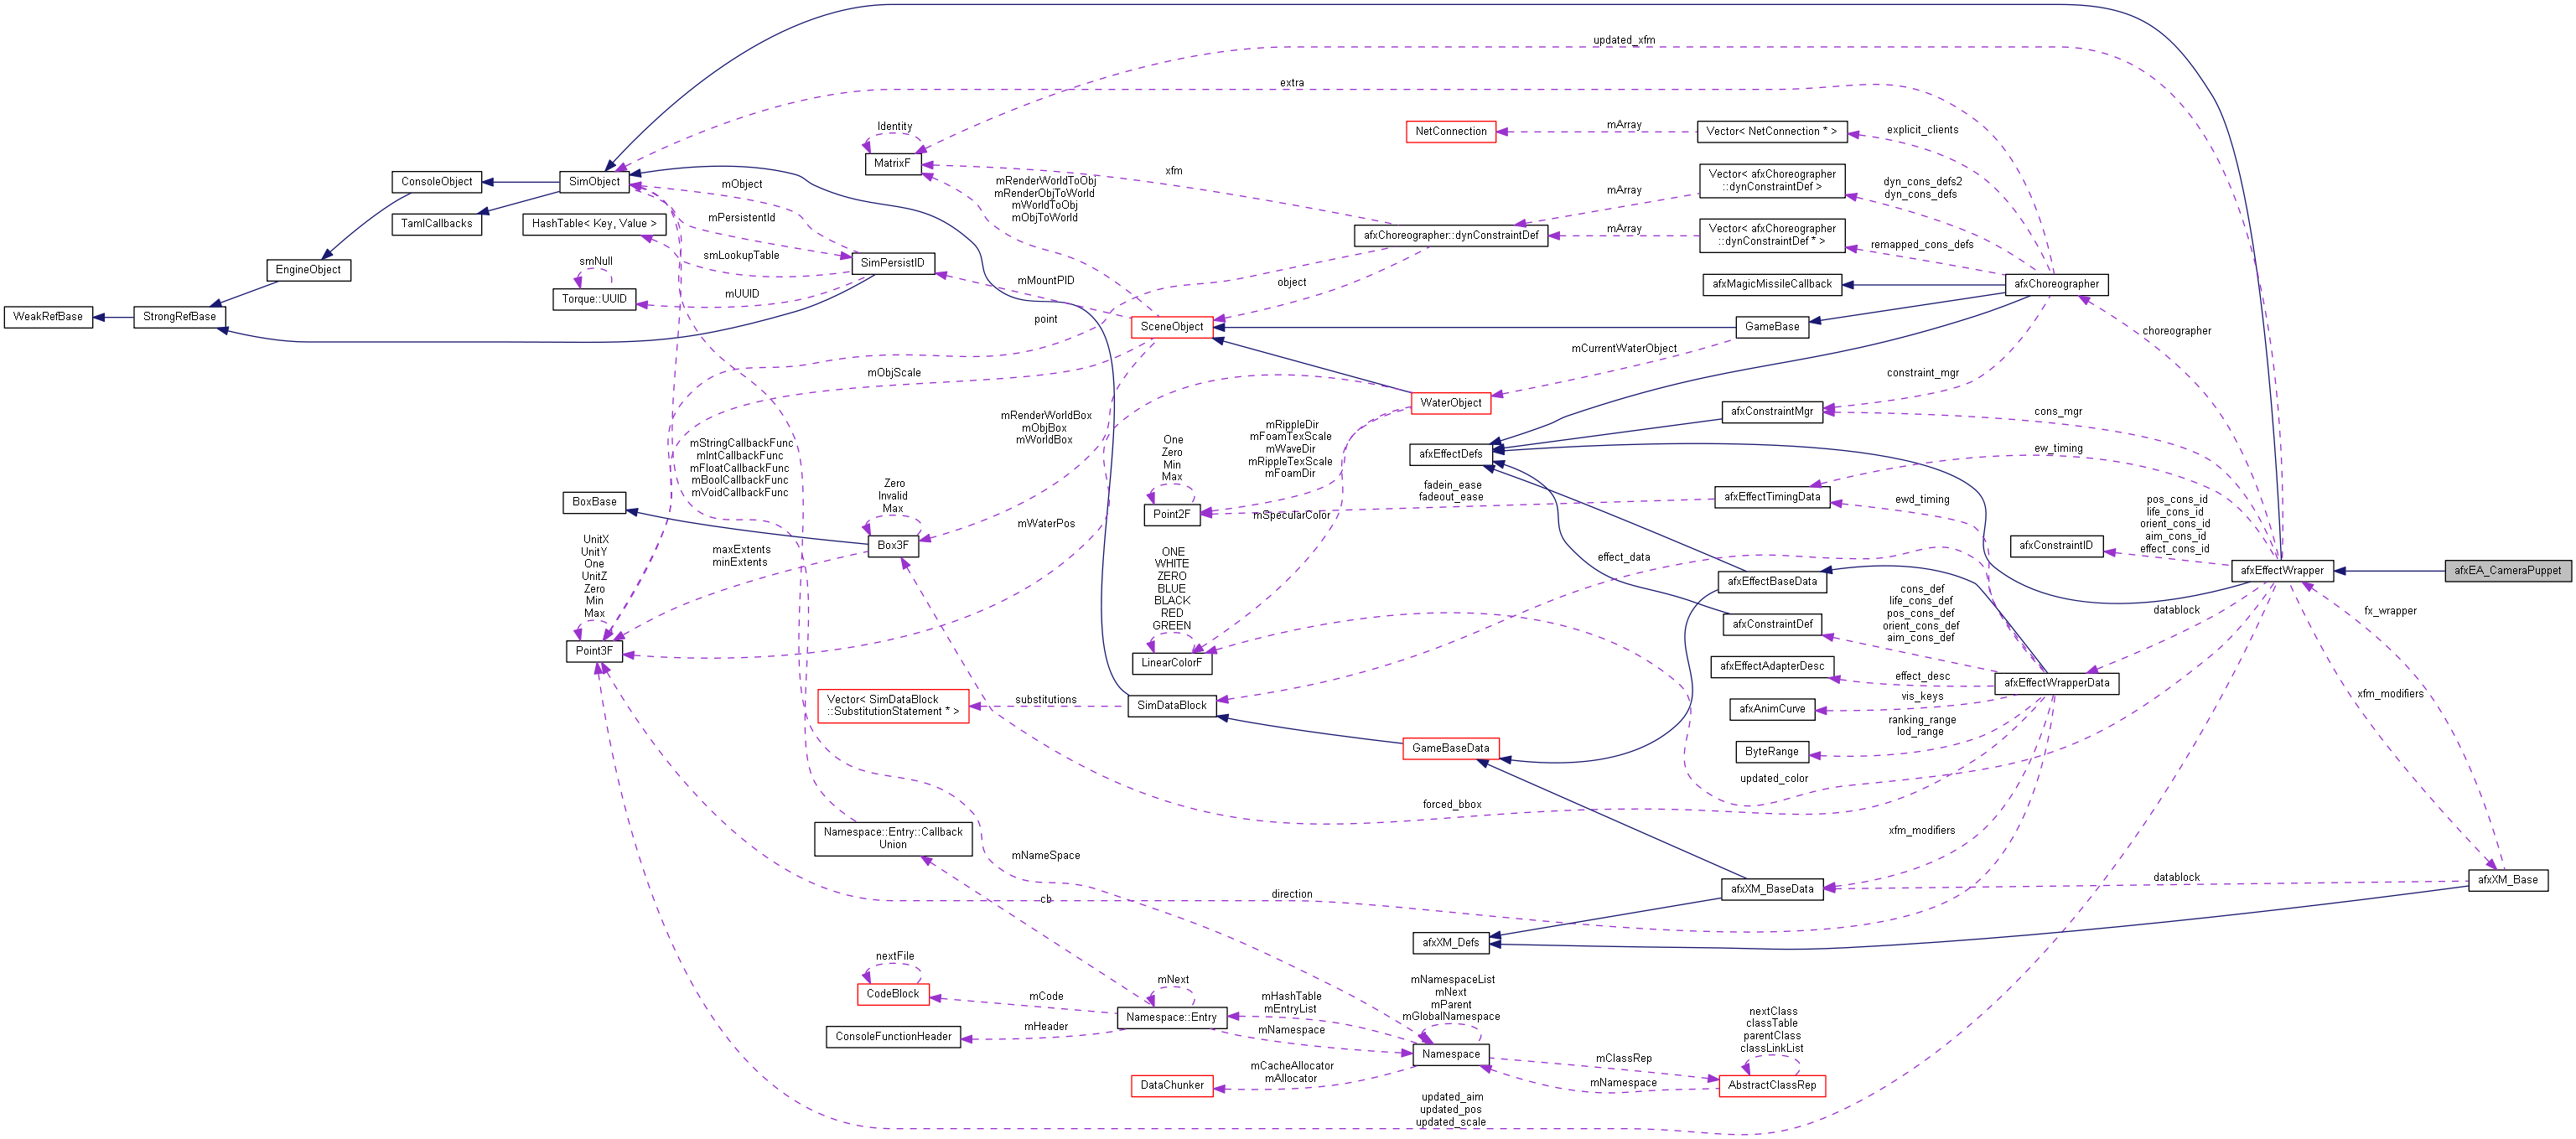 updated_xfm
extra
Identity
MatrixF
NetConnection
mArray
Vector< NetConnection * >
explicit_clients
xfm
mRenderWorldToObj
mRenderObjToWorld
mWorldToObj
mObjToWorld
mArray
Vector< afxChoreographer
::dynConstraintDef >
dyn_cons_defs2
dyn_cons_defs
ConsoleObject
SimObject
mObject
TamlCallbacks
HashTable< Key, Value >
mPersistentId
smLookupTable
afxChoreographer::dynConstraintDef
mArray
Vector< afxChoreographer
::dynConstraintDef * >
remapped_cons_defs
EngineObject
smNull
Torque::UUID
mUUID
SimPersistID
mMountPID
object
afxMagicMissileCallback
afxChoreographer
WeakRefBase
StrongRefBase
point
SceneObject
GameBase
choreographer
mCurrentWaterObject
mObjScale
constraint_mgr
WaterObject
afxConstraintMgr
cons_mgr
mRenderWorldBox
mObjBox
mWorldBox
mRippleDir
mFoamTexScale
mWaveDir
mRippleTexScale
mFoamDir
mStringCallbackFunc
mIntCallbackFunc
mFloatCallbackFunc
mBoolCallbackFunc
mVoidCallbackFunc
One
Zero
Min
Max
Point2F
afxEffectDefs
ew_timing
fadein_ease
fadeout_ease
afxEffectTimingData
ewd_timing
BoxBase
Zero
Invalid
Max
Box3F
mWaterPos
mSpecularColor
pos_cons_id
life_cons_id
orient_cons_id
aim_cons_id
effect_cons_id
afxConstraintID
afxEffectWrapper
afxEA_CameraPuppet
UnitX
UnitY
One
UnitZ
Zero
Min
Max
Point3F
maxExtents
minExtents
ONE
WHITE
ZERO
BLUE
BLACK
RED
GREEN
LinearColorF
effect_data
afxEffectBaseData
afxConstraintDef
cons_def
life_cons_def
pos_cons_def
orient_cons_def
aim_cons_def
datablock
fx_wrapper
afxEffectAdapterDesc
effect_desc
afxEffectWrapperData
vis_keys
afxAnimCurve
xfm_modifiers
Vector< SimDataBlock
::SubstitutionStatement * >
substitutions
SimDataBlock
ranking_range
lod_range
ByteRange
GameBaseData
updated_color
forced_bbox
Namespace::Entry::Callback
Union
xfm_modifiers
mNameSpace
cb
direction
afxXM_BaseData
datablock
afxXM_Base
afxXM_Defs
nextFile
CodeBlock
mCode
mNext
Namespace::Entry
mHashTable
mEntryList
mNamespaceList
mNext
mParent
mGlobalNamespace
nextClass
classTable
parentClass
classLinkList
ConsoleFunctionHeader
mHeader
mNamespace
Namespace
mClassRep
mNamespace
AbstractClassRep
DataChunker
mCacheAllocator
mAllocator
updated_aim
updated_pos
updated_scale